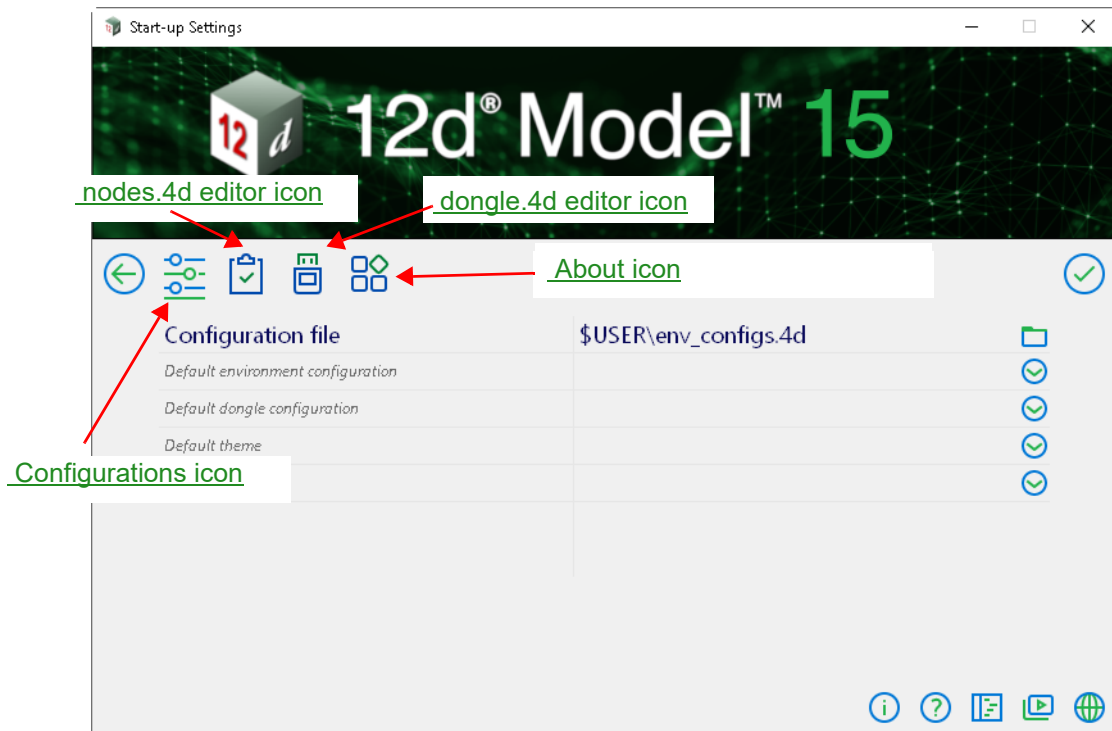 Start-up Settings
12 d 12d® Model™ 15
nodes.4d editor icon
dongle.4d editor icon
About icon
Configuration file $USER\env_configs.4d
Default environment configuration
Default dongle configuration
Default theme
Configurations icon